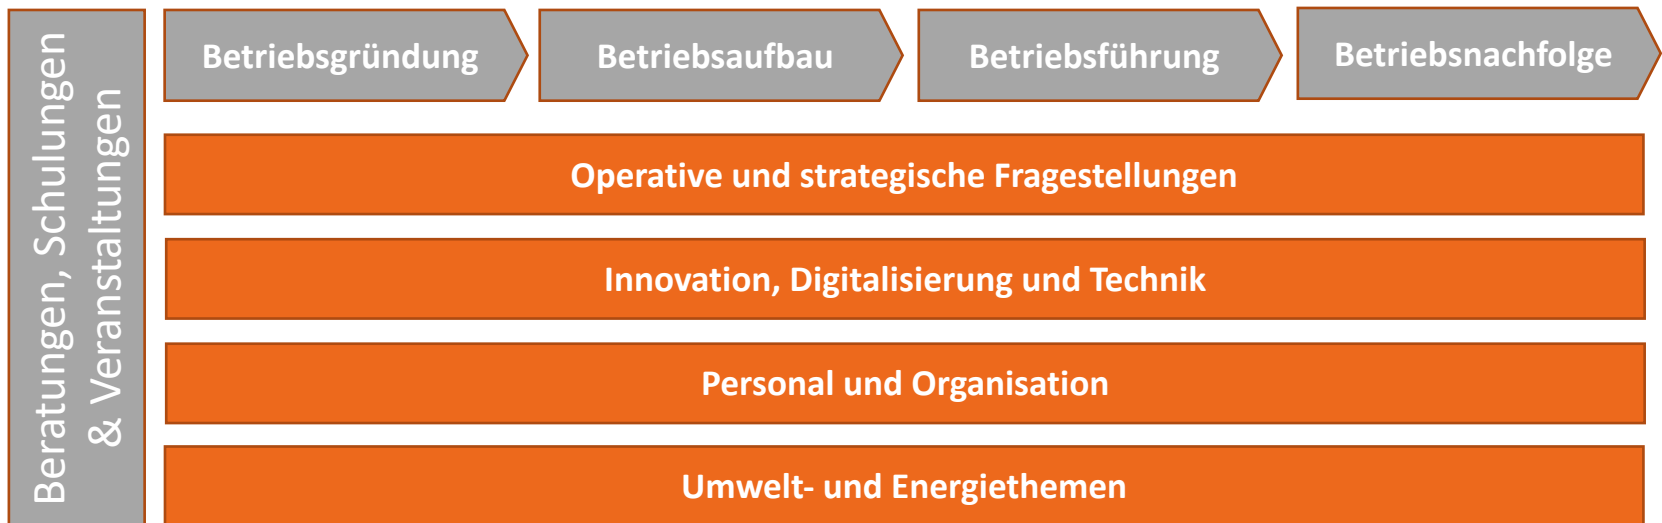 Beratungen, Schulungen
& Veranstaltungen
Betriebsgründung
Betriebsaufbau
Betriebsführung
Betriebsnachfolge
Operative und strategische Fragestellungen
Innovation, Digitalisierung und Technik
Personal und Organisation
Umwelt- und Energiethemen